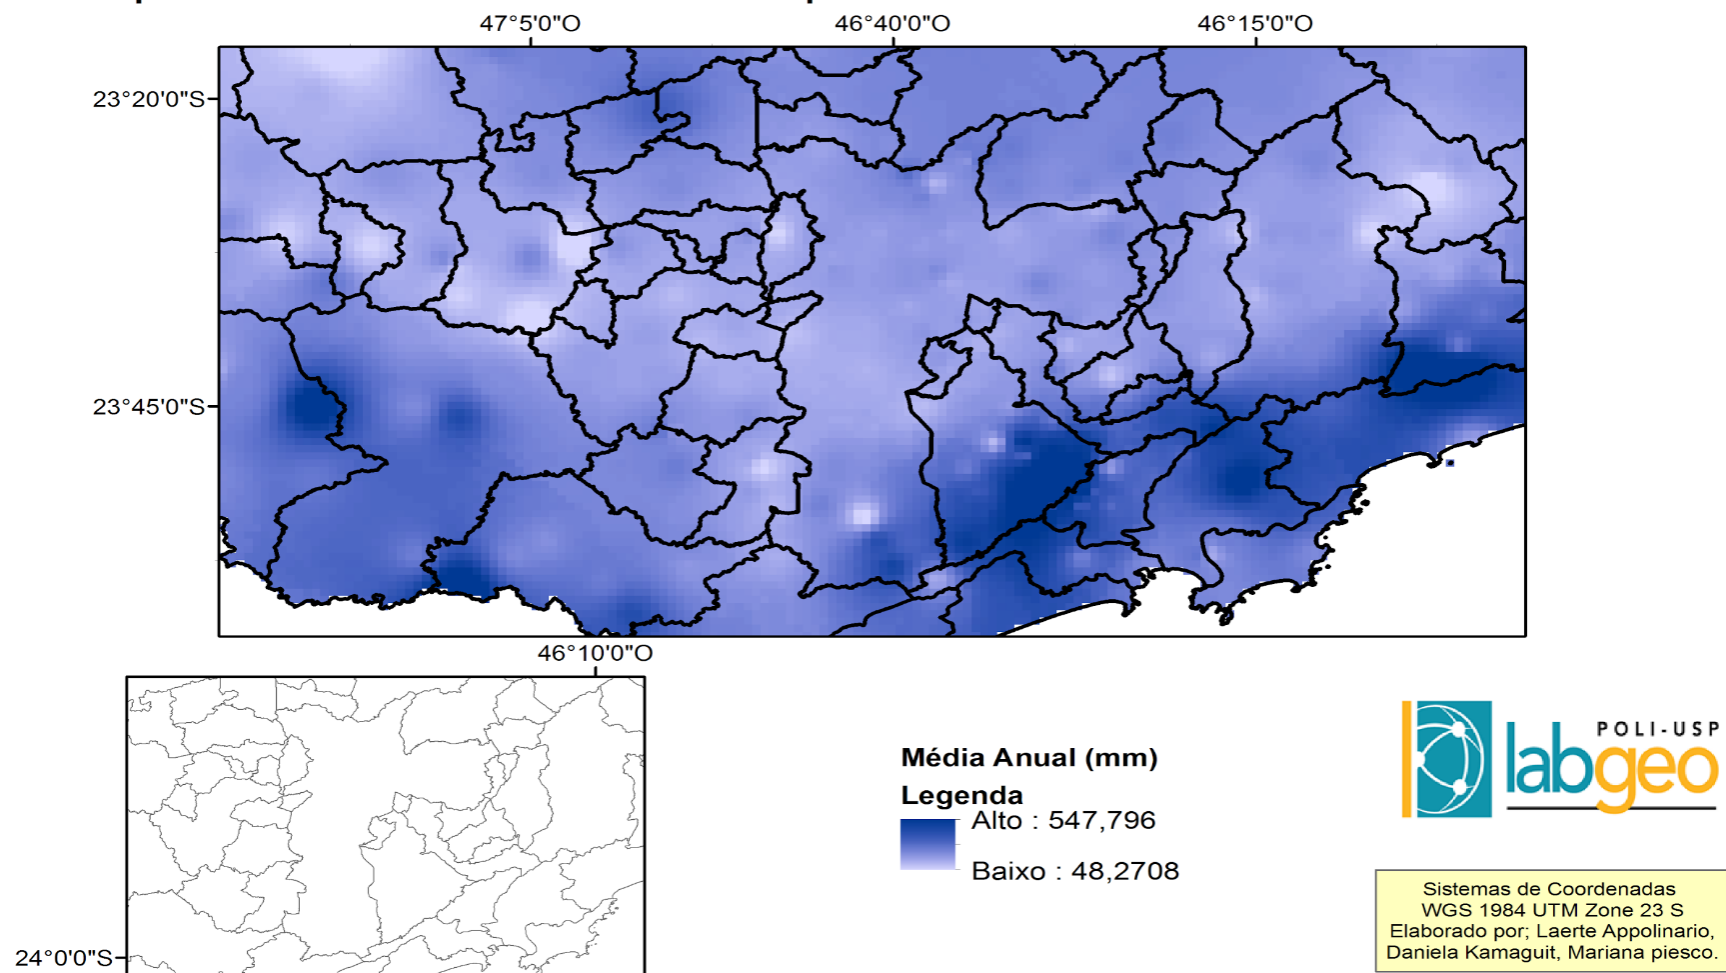 47°5'0"O 46°40'0"O 46°15'0"O
23°20'0"S
23°45'0"S
46°10'0"O
24°0'0"S
Média Anual (mm)
Legenda
Alto : 547,796
Baixo : 48,2708
POLI-USP
labgeo
Sistemas de Coordenadas
WGS 1984 UTM Zone 23 S
Elaborado por; Laerte Appolinario,
Daniela Kamaguit, Mariana piesco.